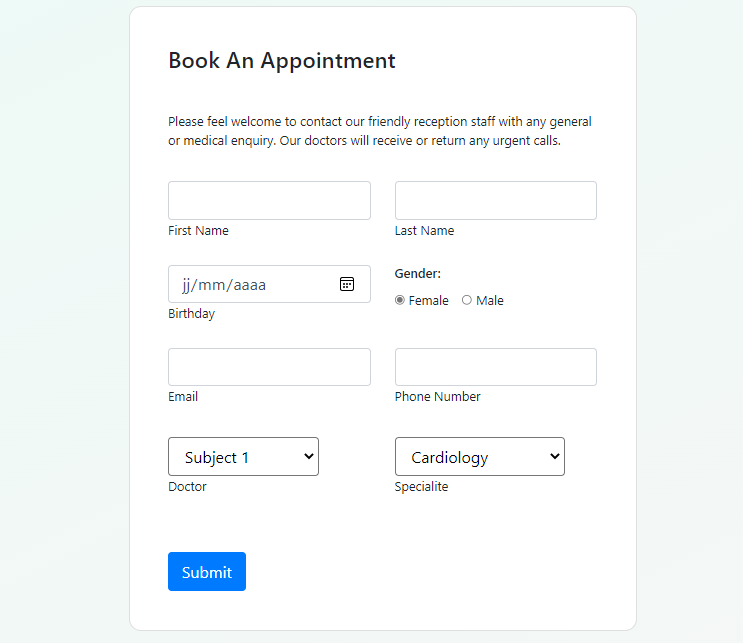 Book An Appointment
Please feel welcome to contact our friendly reception staff with any general
or medical enquiry. Our doctors will receive or return any urgent calls.
First Name
Last Name
jj/mm/aaaa
Birthday
Gender:
Female Male
Email
Phone Number
Subject 1
Doctor
Cardiology
Specialite
Submit